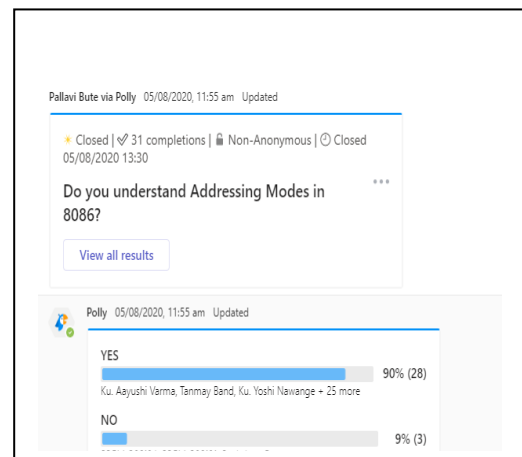 Pallavi Bute via Polly 05/08/2020, 11:55 am Updated
Closed | 31 completions | Non-Anonymous | Closed
05/08/2020 13:30
Do you understand Addressing Modes in
8086?
View all results
Polly 05/08/2020, 11:55 am Updated
YES
90% (28)
Ku. Aayushi Varma, Tanmay Band, Ku. Yoshi Nawange + 25 more
NO
9% (3)